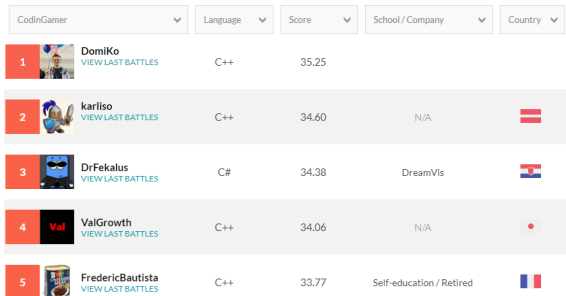 CodinGamer Language Score School / Company Country
1 DomiKo C++ 35.25
VIEW LAST BATTLES
2 karliso C++ 34.60 N/A
VIEW LAST BATTLES
3 DrFekalus C# 34.38 DreamVis
VIEW LAST BATTLES
4 Val ValGrowth C++ 34.06 N/A
VIEW LAST BATTLES
5 FredericBautista C++ 33.77 Self-education / Retired
VIEW LAST BATTLES